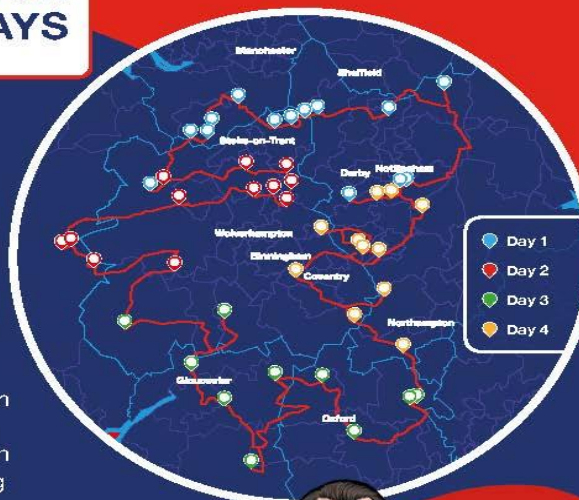 AYS
Manchester
Sheffield
Stoke-on-Trent
Derby
Nottingham
Wolverhampton
Birmingham
Coventry
Northampton
Gloucester
Oxford
Day 1
Day 2
Day 3
Day 4
n
n
g